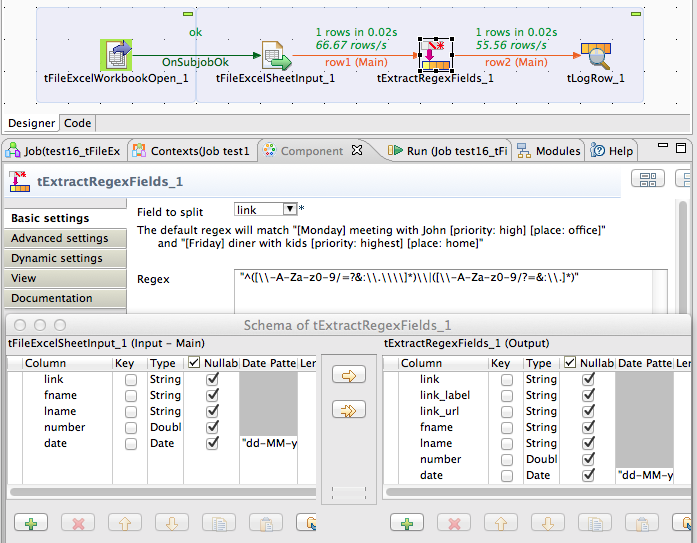 ok
1 rows in 0.02s
1 rows in 0.02s
66.67 rows/s
55.56 rows/s
OnSubjobOk
row1 (Main)
row2 (Main)
tFileExcelWorkbookOpen_1
tFileExcelSheetInput_1
tExtractRegexFields_1
tLogRow_1
Designer
Code
Job(test16_tFileEx
Contexts(Job test1
Component
Run (Job test16_tFi
Modules
Help
tExtractRegexFields_1
Basic settings
Advanced settings
Dynamic settings
View
Documentation
Field to split
link
*
The default regex will match "[Monday] meeting with John [priority: high] [place: office]"
and "[Friday] diner with kids [priority: highest] [place: home]"
Regex
"^([\\-A-Za-z0-9/=?&:\\.\\\\]*)\\|([\\-A-Za-z0-9/?=&:\\.]*)"
Schema of tExtractRegexFields_1
tFileExcelSheetInput_1 (Input - Main)
Column Key Type Nullab Date Patte Ler
link String
fname String
lname String
number Doubl
date Date "dd-MM-y
tExtractRegexFields_1 (Output)
Column Key Type Nullab Date Patte Ler
link String
link_label String
link_url String
fname String
lname String
number Doubl
date Date "dd-MM-y